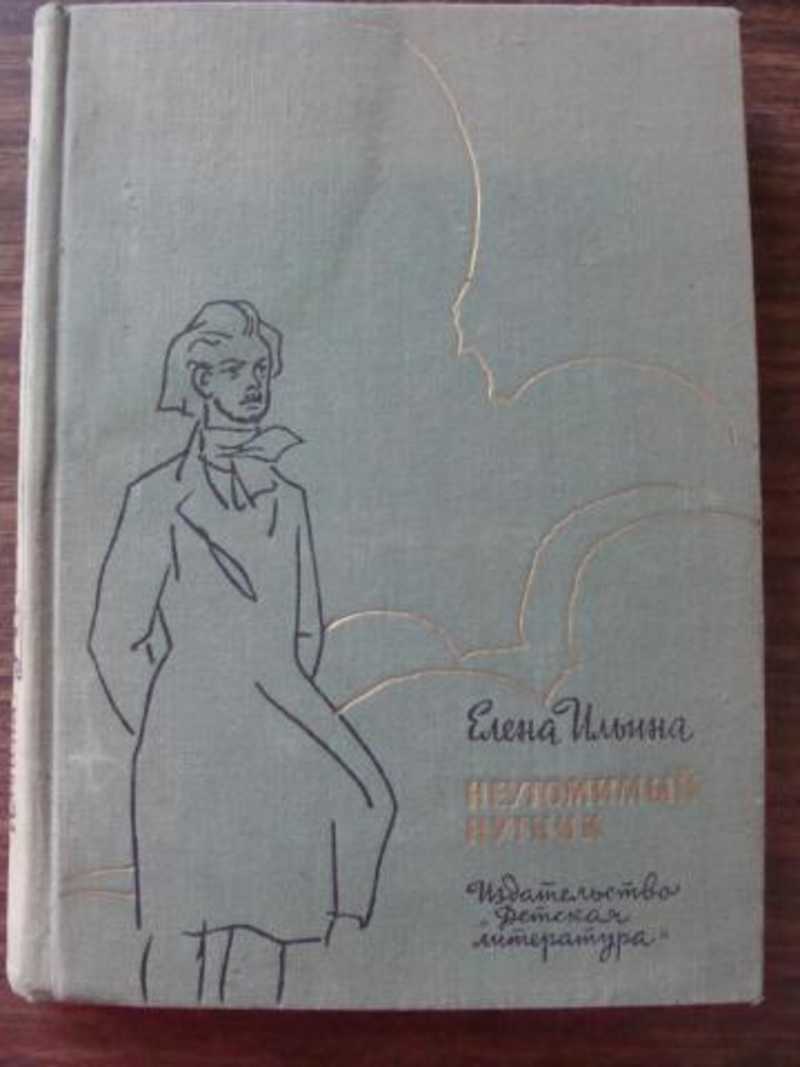 Елена Ильина
НЕУТОМИМЫЙ
ПУТНИК
Издательство
„Детская
литература"